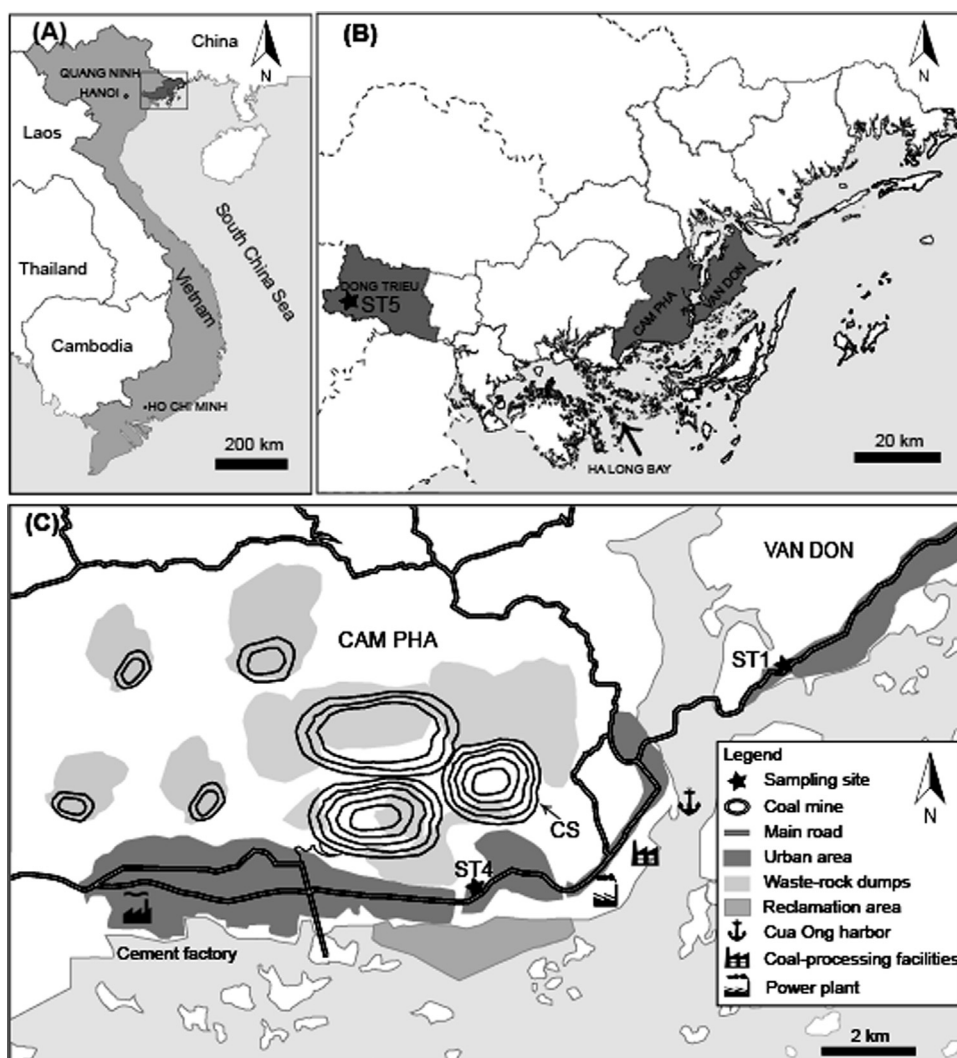 (A)
China
N
QUANG NINH
HANOI
Laos
Thailand
Vietnam
South China Sea
Cambodia
HO CHI MINH
200 km
(B)
N
DONG TRIEU
ST5
CAM PHA
VAN DON
HA LONG BAY
20 km
(C)
VAN DON
CAM PHA
ST1
CS
ST4
Cement factory
Legend
Sampling site
Coal mine
Main road
Urban area
Waste-rock dumps
Reclamation area
Cua Ong harbor
Coal-processing facilities
Power plant
N
2 km